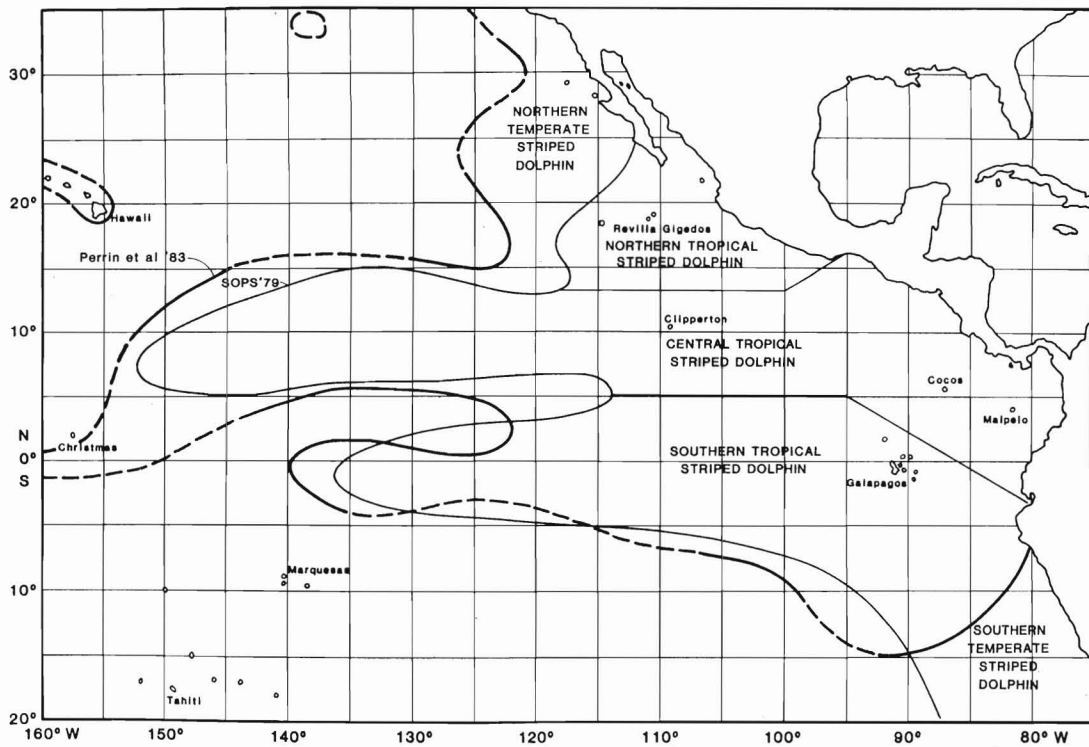 30°
20°
10°
N
0°
S
10°
20°
160° W
150°
140°
130°
120°
110°
100°
90°
80° W
NORTHERN
TEMPERATE
STRIPED
DOLPHIN
Hawaii
Revilla Gigedos
NORTHERN TROPICAL
STRIPED DOLPHIN
Perrin et al '83
SOPS'79
Clipperton
CENTRAL TROPICAL
STRIPED DOLPHIN
Cocos
Malpelo
Christmas
SOUTHERN TROPICAL
STRIPED DOLPHIN
Galapagos
Marquesas
SOUTHERN
TEMPERATE
STRIPED
DOLPHIN
Tahiti